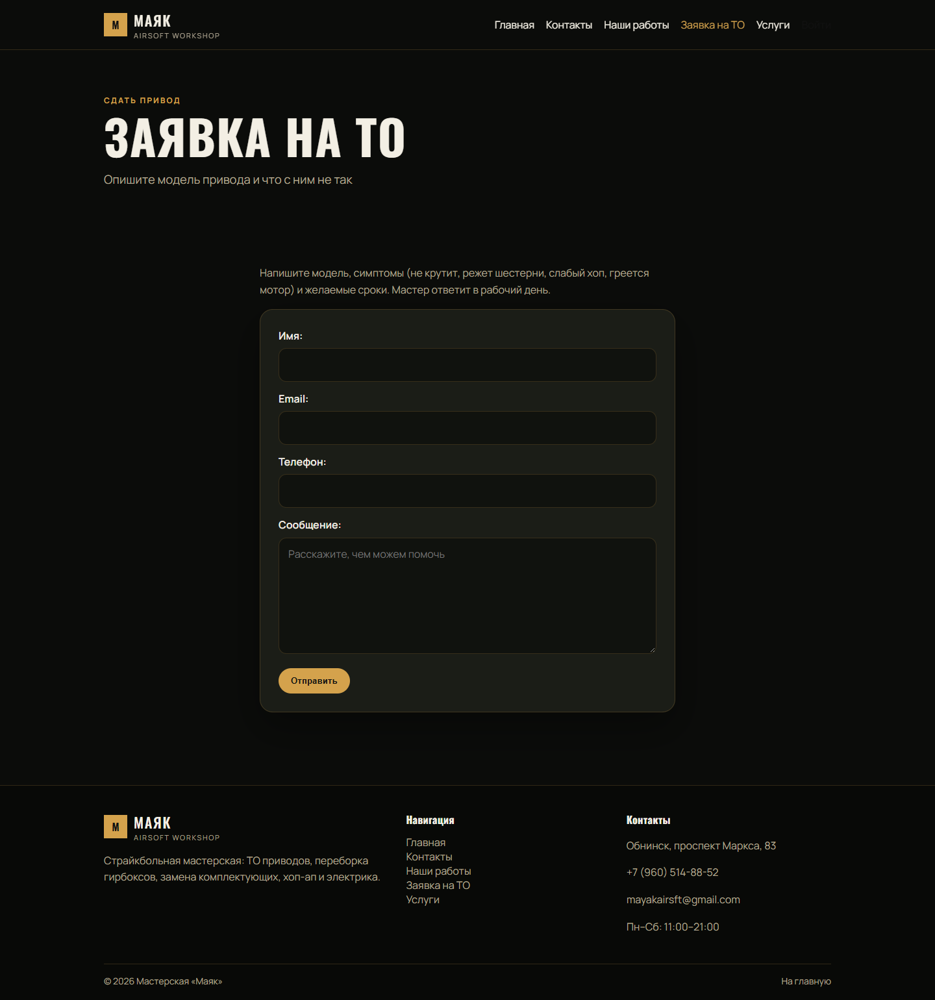 М МАЯК
AIRSOFT WORKSHOP
Главная Контакты Наши работы Заявка на ТО Услуги Войти
СДАТЬ ПРИВОД
ЗАЯВКА НА ТО
Опишите модель привода и что с ним не так
Напишите модель, симптомы (не крутит, режет шестерни, слабый хоп, греется
мотор) и желаемые сроки. Мастер ответит в рабочий день.
Имя:
Email:
Телефон:
Сообщение:
Расскажите, чем можем помочь
Отправить
М МАЯК
AIRSOFT WORKSHOP
Страйкбольная мастерская: ТО приводов, переборка
гирбоксов, замена комплектующих, хоп-ап и электрика.
Навигация
Главная
Контакты
Наши работы
Заявка на ТО
Услуги
Контакты
Обнинск, проспект Маркса, 83
+7 (960) 514-88-52
mayakairsft@gmail.com
Пн–Сб: 11:00–21:00
© 2026 Мастерская «Маяк»
На главную